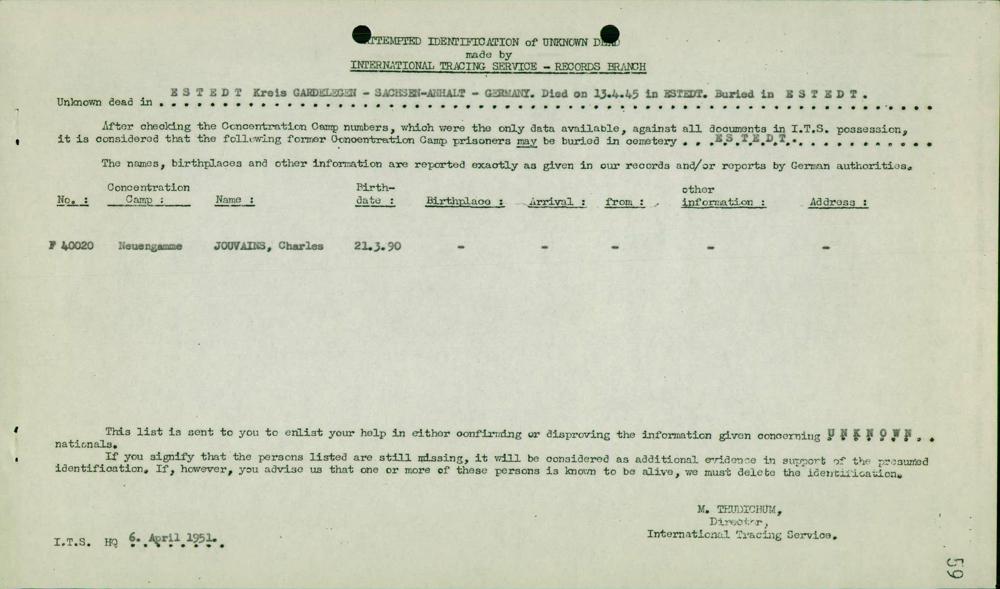 ATTEMPTED IDENTIFICATION of UNKNOWN DEAD
made by
INTERNATIONAL TRACING SERVICE - RECORDS BRANCH
Unknown dead in E S T E D T Kreis GARDELEGEN - SACHSEN-ANHALT - GERMANY. Died on 13.4.45 in ESTEDT. Buried in E S T E D T.
After checking the Concentration Camp numbers, which were the only data available, against all documents in I.T.S. possession,
it is considered that the following former Concentration Camp prisoners may be buried in cemetery . . . E S T E D T . . . . . . . . . . . .
The names, birthplaces and other information are reported exactly as given in our records and/or reports by German authorities.
No. : Concentration Camp : Name : Birth-date : Birthplace : Arrival : from : other information : Address :
F 40020 Neuengamme JOUVAINS, Charles 21.3.90 - - - - -
This list is sent to you to enlist your help in either confirming or disproving the information given concerning U N K N O W N . .
nationals.
If you signify that the persons listed are still missing, it will be considered as additional evidence in support of the presumed
identification. If, however, you advise us that one or more of these persons is known to be alive, we must delete the identification.
M. THUDICHUM,
Director,
International Tracing Service.
I.T.S. HQ 6. April 1951.
59